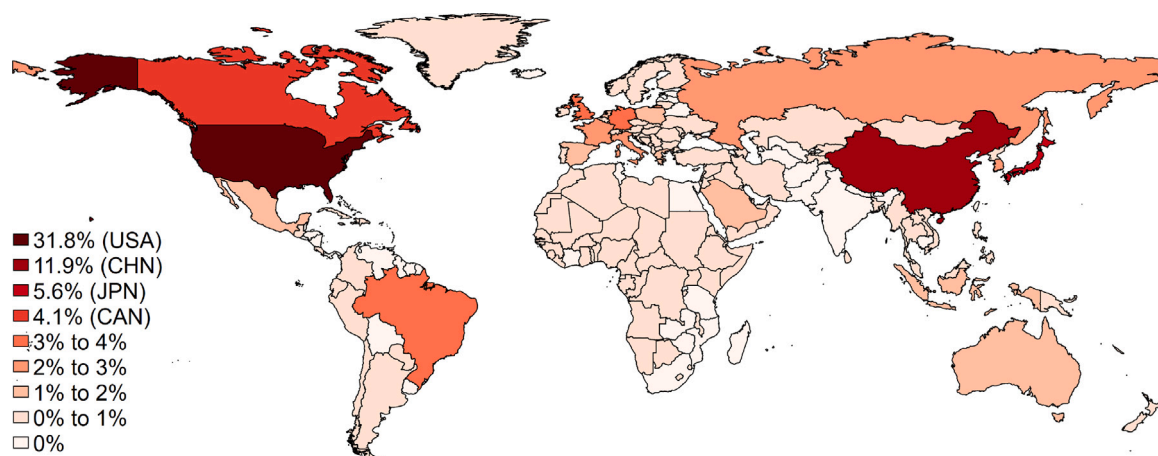 31.8% (USA)
11.9% (CHN)
5.6% (JPN)
4.1% (CAN)
3% to 4%
2% to 3%
1% to 2%
0% to 1%
0%